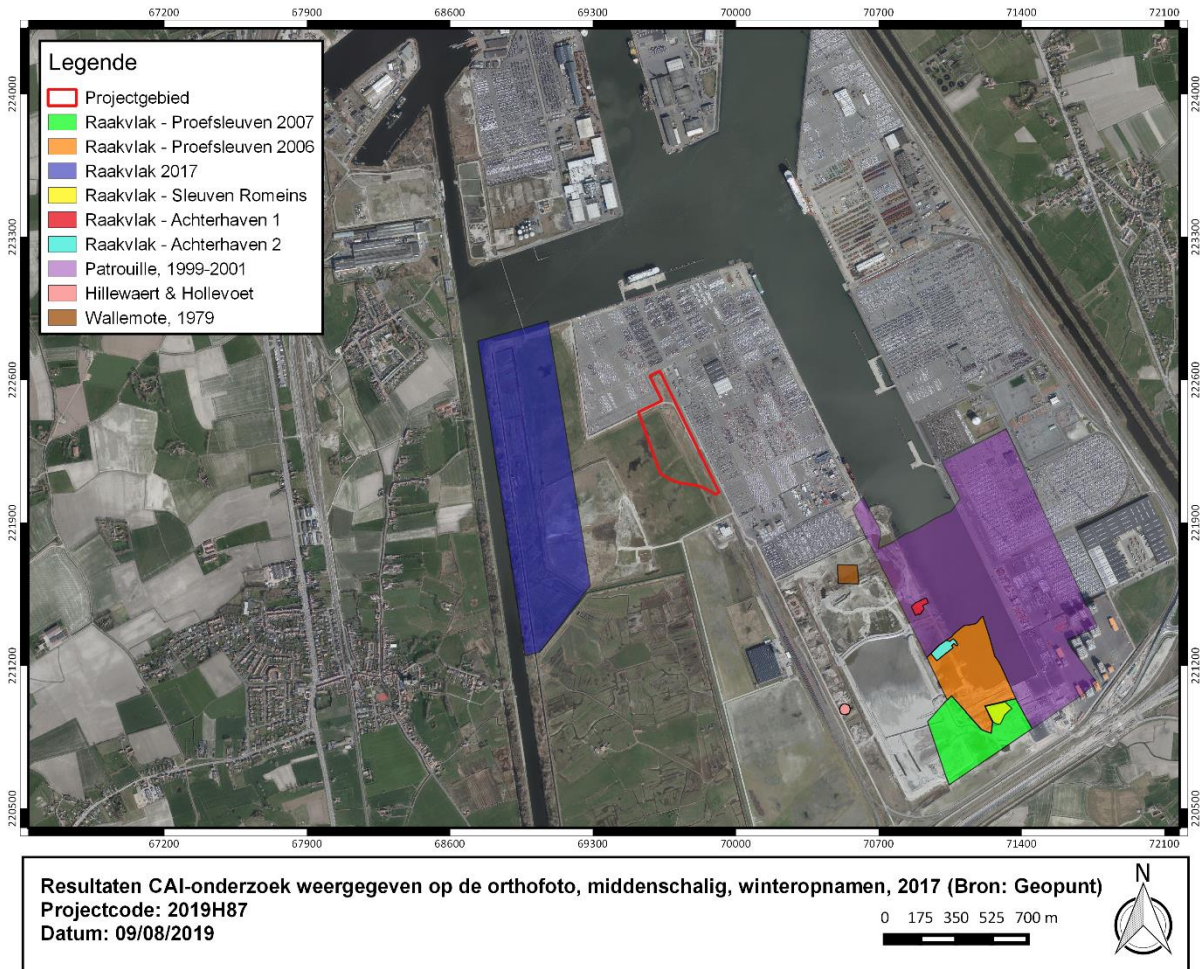 67200 67900 68600 69300 70000 70700 71400 72100
Legende
Projectgebied
Raakvlak - Proefsleuven 2007
Raakvlak - Proefsleuven 2006
Raakvlak 2017
Raakvlak - Sleuven Romeins
Raakvlak - Achterhaven 1
Raakvlak - Achterhaven 2
Patrouille, 1999-2001
Hillewaert & Hollevoet
Wallemote, 1979
224000 224000
223300 223300
222600 222600
221900 221900
221200 221200
220500 220500
67200 67900 68600 69300 70000 70700 71400 72100
Resultaten CAI-onderzoek weergegeven op de orthofoto, middenschalig, winteropnamen, 2017 (Bron: Geopunt)
Projectcode: 2019H87
Datum: 09/08/2019
0 175 350 525 700 m
N